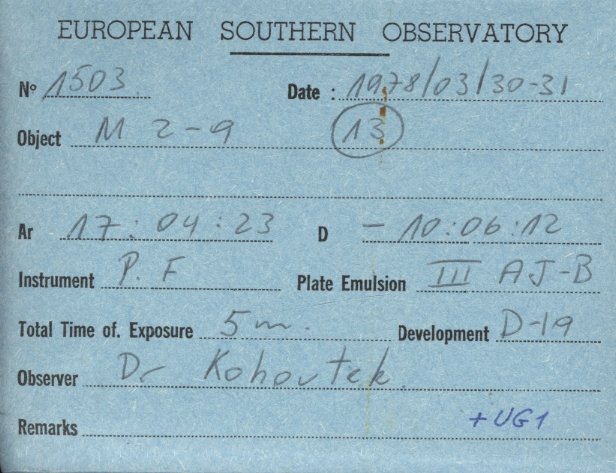 EUROPEAN SOUTHERN OBSERVATORY
Nº 1503 Date : 1978/03/30-31
Object M 2-9 13
Ar 17:04:23 D -10:06:12
Instrument P. F Plate Emulsion III AJ-B
Total Time of. Exposure 5m. Development D-19
Observer Dr Kohoutek
Remarks +UG1